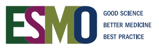 ESMO
GOOD SCIENCE
BETTER MEDICINE
BEST PRACTICE